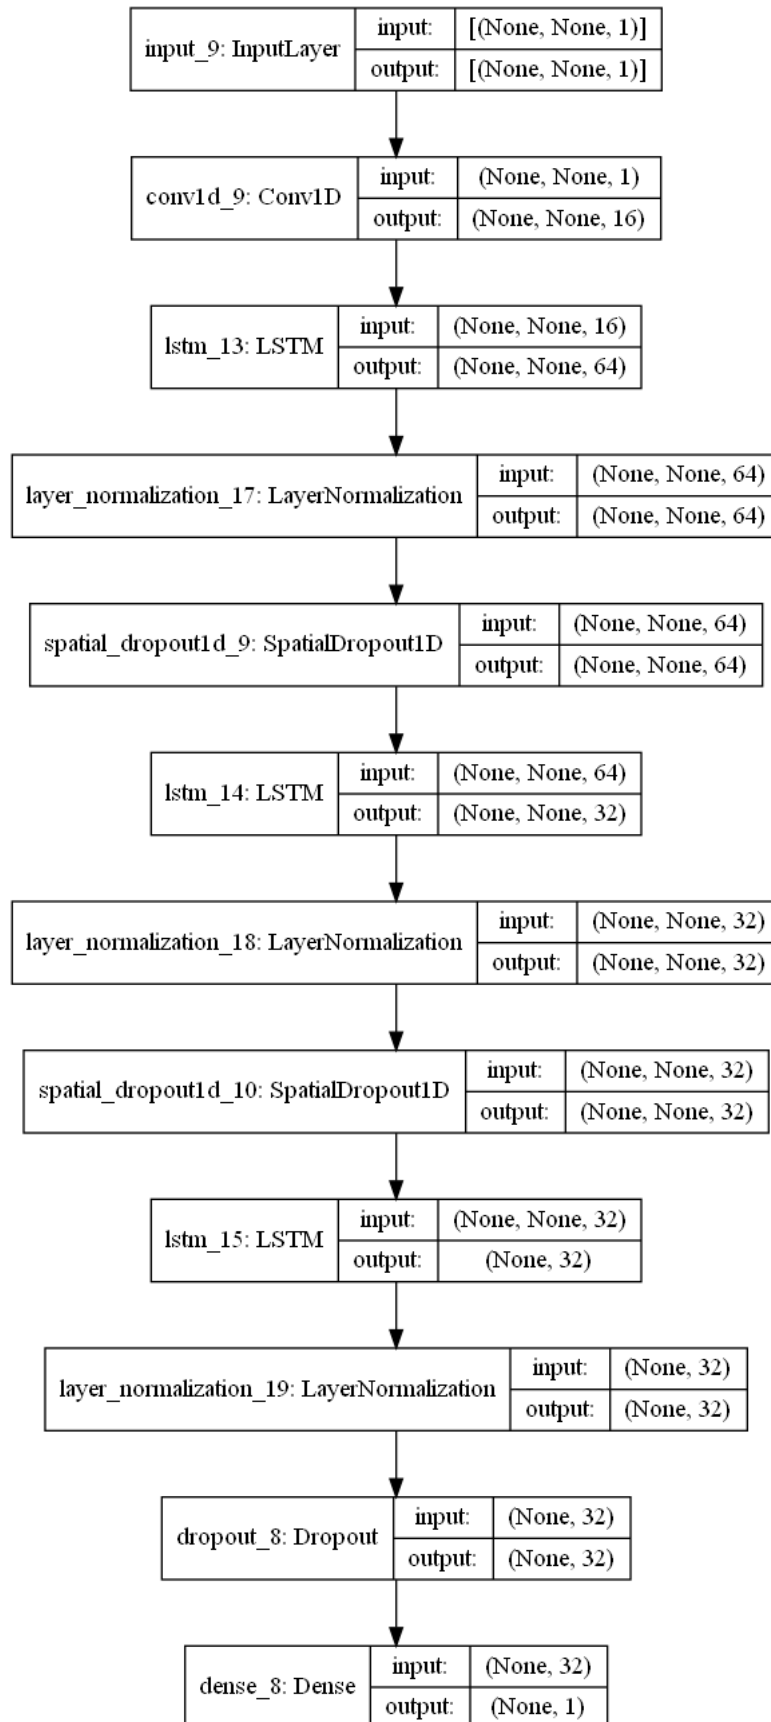 input_9: InputLayer
input: [(None, None, 1)]
output: [(None, None, 1)]
conv1d_9: Conv1D
input: (None, None, 1)
output: (None, None, 16)
lstm_13: LSTM
input: (None, None, 16)
output: (None, None, 64)
layer_normalization_17: LayerNormalization
input: (None, None, 64)
output: (None, None, 64)
spatial_dropout1d_9: SpatialDropout1D
input: (None, None, 64)
output: (None, None, 64)
lstm_14: LSTM
input: (None, None, 64)
output: (None, None, 32)
layer_normalization_18: LayerNormalization
input: (None, None, 32)
output: (None, None, 32)
spatial_dropout1d_10: SpatialDropout1D
input: (None, None, 32)
output: (None, None, 32)
lstm_15: LSTM
input: (None, None, 32)
output: (None, 32)
layer_normalization_19: LayerNormalization
input: (None, 32)
output: (None, 32)
dropout_8: Dropout
input: (None, 32)
output: (None, 32)
dense_8: Dense
input: (None, 32)
output: (None, 1)